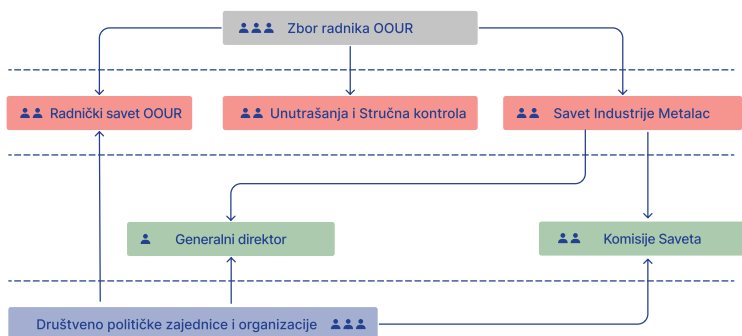 Zbor radnika OOUR
Radnički savet OOUR
Unutrašanja i Stručna kontrola
Savet Industrije Metalac
Generalni direktor
Komisije Saveta
Društveno političke zajednice i organizacije